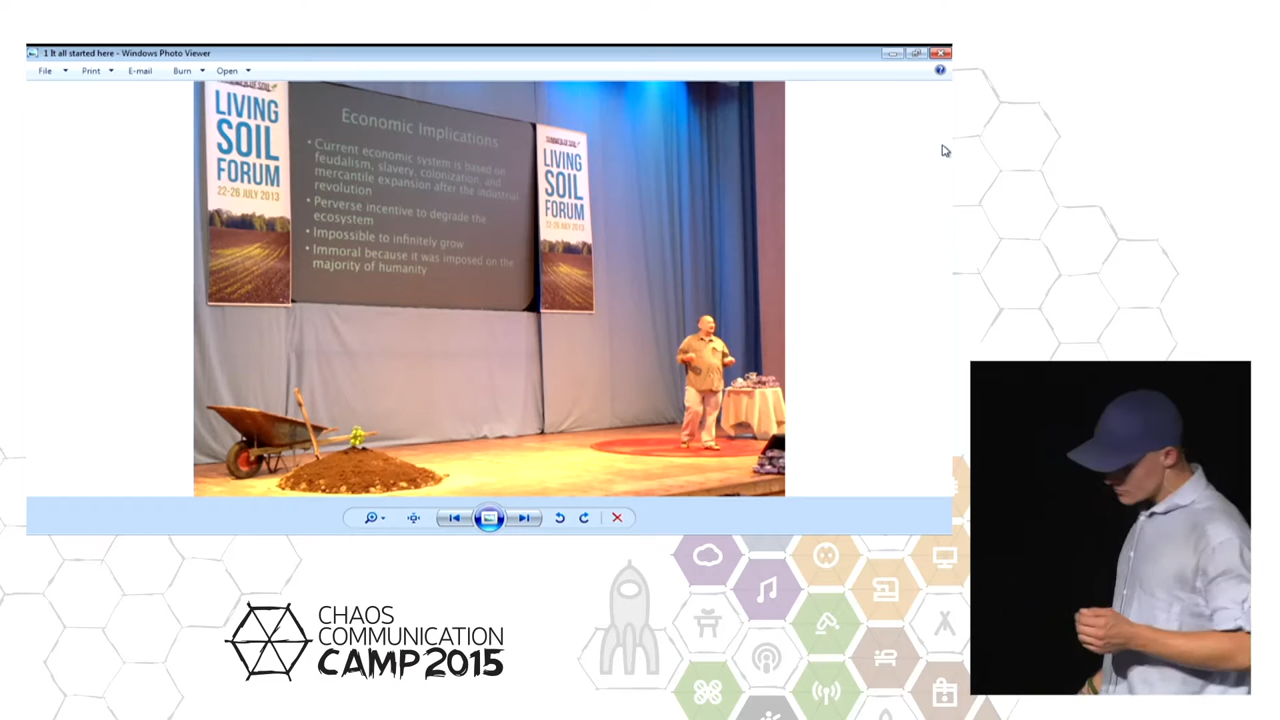 1 It all started here - Windows Photo Viewer
File Print E-mail Burn Open
LIVING
SOIL
FORUM
22-26 JULY 2013
Economic Implications
• Current economic system is based on
feudalism, slavery, colonization, and
mercantile expansion after the industrial
revolution
• Perverse incentive to degrade the
ecosystem
• Impossible to infinitely grow
• Immoral because it was imposed on the
majority of humanity
SUMMER OF SOIL
LIVING
SOIL
FORUM
22-26 JULY 2013
CHAOS
COMMUNICATION
CAMP 2015